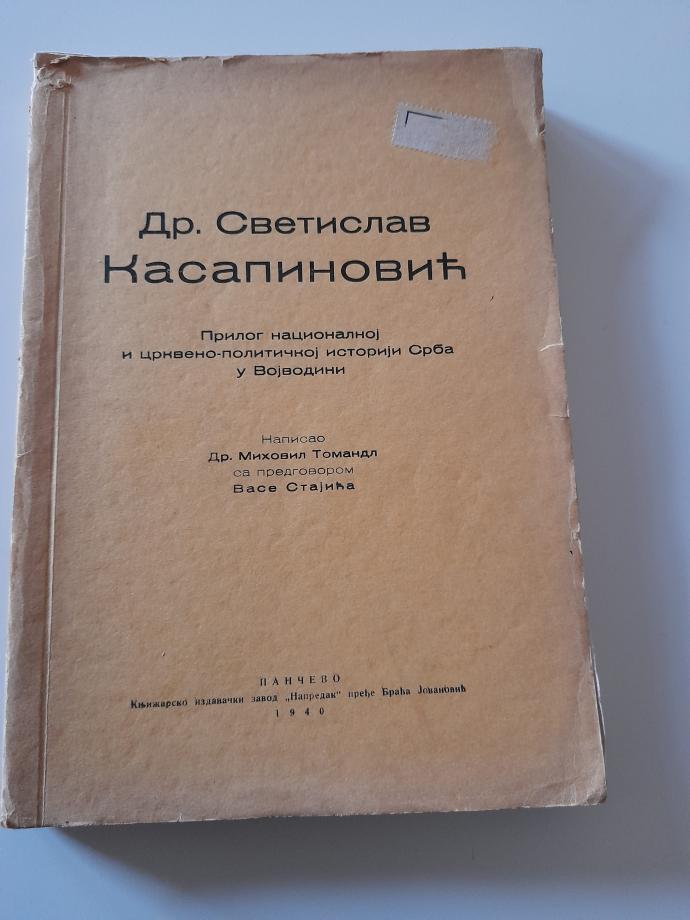 Др. Светислав
Касапиновић
Прилог националној
и црквено-политичкој историји Срба
у Војводини
Написао
Др. Миховил Томандл
са предговором
Васе Стајића
ПАНЧЕВО
Књижарско издавачки завод „Напредак“ пређе Браћа Јовановић
1940